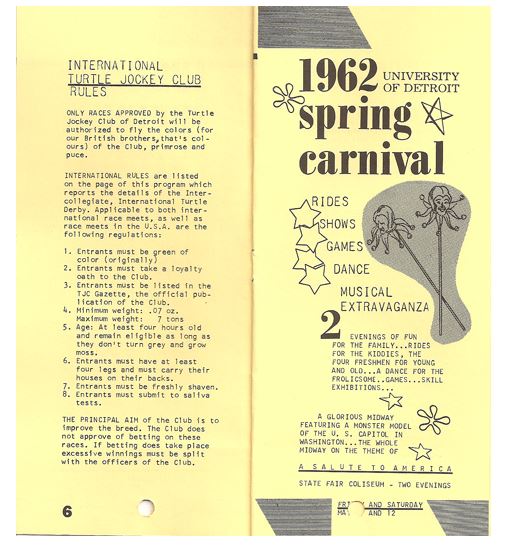 INTERNATIONAL
TURTLE JOCKEY CLUB
RULES
ONLY RACES APPROVED by the Turtle
Jockey Club of Detroit will be
authorized to fly the colors (for
our British brothers,that's col-
ours) of the Club, primrose and
puce.
INTERNATIONAL RULES are listed
on the page of this program which
reports the details of the Inter-
collegiate, International Turtle
Derby. Applicable to both inter-
national race meets, as well as
race meets in the U.S.A. are the
following regulations:
1. Entrants must be green of
color (originally)
2. Entrants must take a loyalty
oath to the Club.
3. Entrants must be listed in the
TJC Gazette, the official pub-
lication of the Club.
4. Minimum weight: .07 oz.
Maximum weight: 7 tons
5. Age: At least four hours old
and remain eligible as long as
they don't turn grey and grow
moss.
6. Entrants must have at least
four legs and must carry their
houses on their backs.
7. Entrants must be freshly shaven.
8. Entrants must submit to saliva
tests.
THE PRINCIPAL AIM of the Club is to
improve the breed. The Club does
not approve of betting on these
races. If betting does take place
excessive winnings must be split
with the officers of the Club.
6
1962 UNIVERSITY
OF DETROIT
spring
carnival
RIDES
SHOWS
GAMES
DANCE
MUSICAL
EXTRAVAGANZA
2 EVENINGS OF FUN
FOR THE FAMILY...RIDES
FOR THE KIDDIES, THE
FOUR FRESHMEN FOR YOUNG
AND OLD...A DANCE FOR THE
FROLICSOME..GAMES...SKILL
EXHIBITIONS...
A GLORIOUS MIDWAY
FEATURING A MONSTER MODEL
OF THE U. S. CAPITOL IN
WASHINGTON...THE WHOLE
MIDWAY ON THE THEME OF
A SALUTE TO AMERICA
STATE FAIR COLISEUM - TWO EVENINGS
AND SATURDAY
AND 12